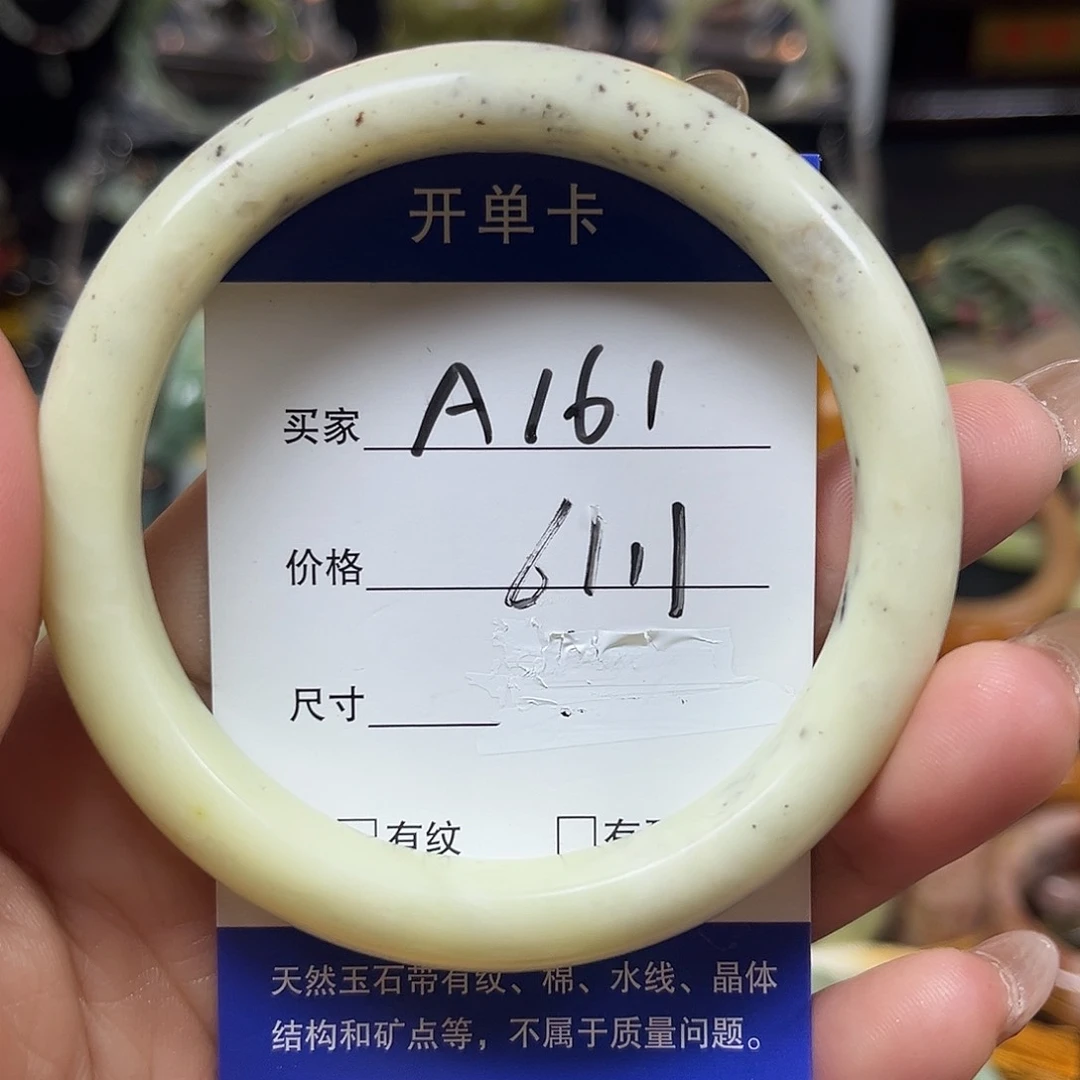 开单卡
买家 A161
价格 6111
尺寸
有纹 有
天然玉石带有纹、棉、水线、晶体
结构和矿点等，不属于质量问题。